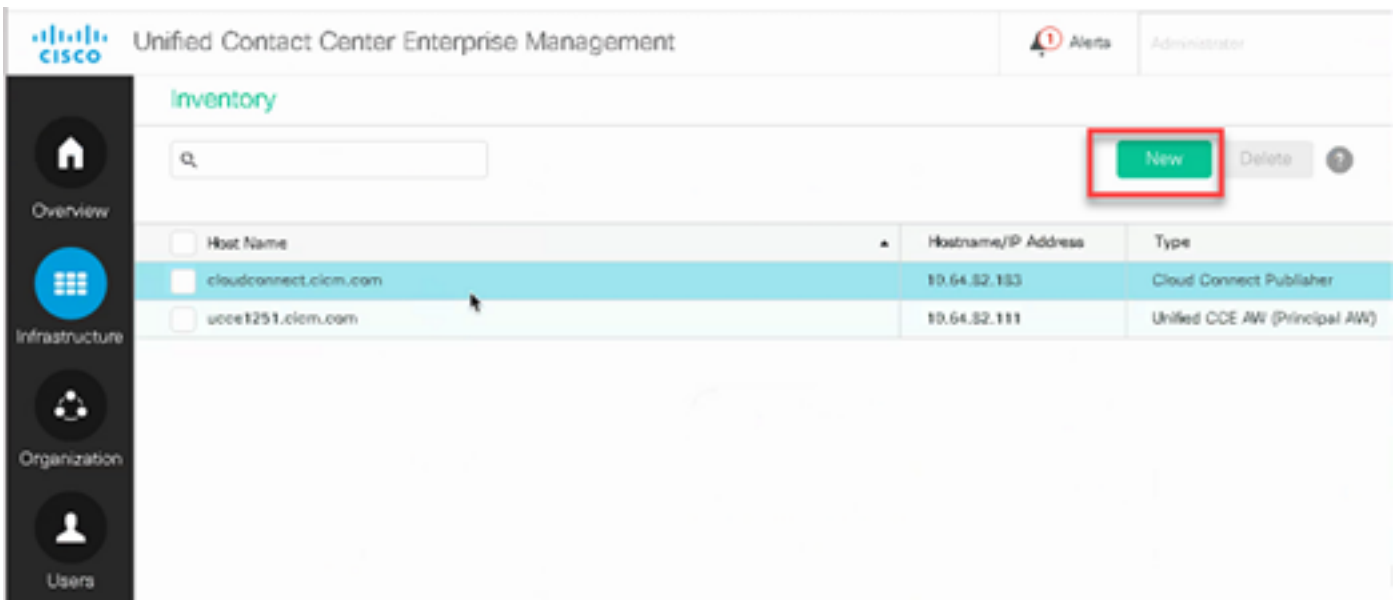 CISCO
Unified Contact Center Enterprise Management
1
Alerts
Administrator
Inventory
New
Delete
?
Overview
Host Name
Hostname/IP Address
Type
cloudconnect.cicm.com
10.64.82.183
Cloud Connect Publisher
Infrastructure
ucce1251.cicm.com
10.64.82.111
Unified CCE AW (Principal AW)
Organization
Users